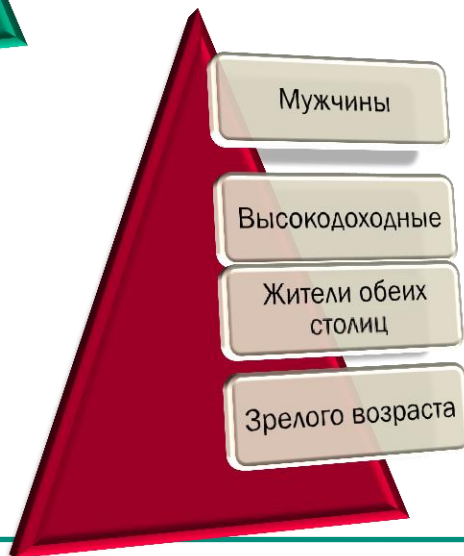 Мужчины
Высокодоходные
Жители обеих
столиц
Зрелого возраста